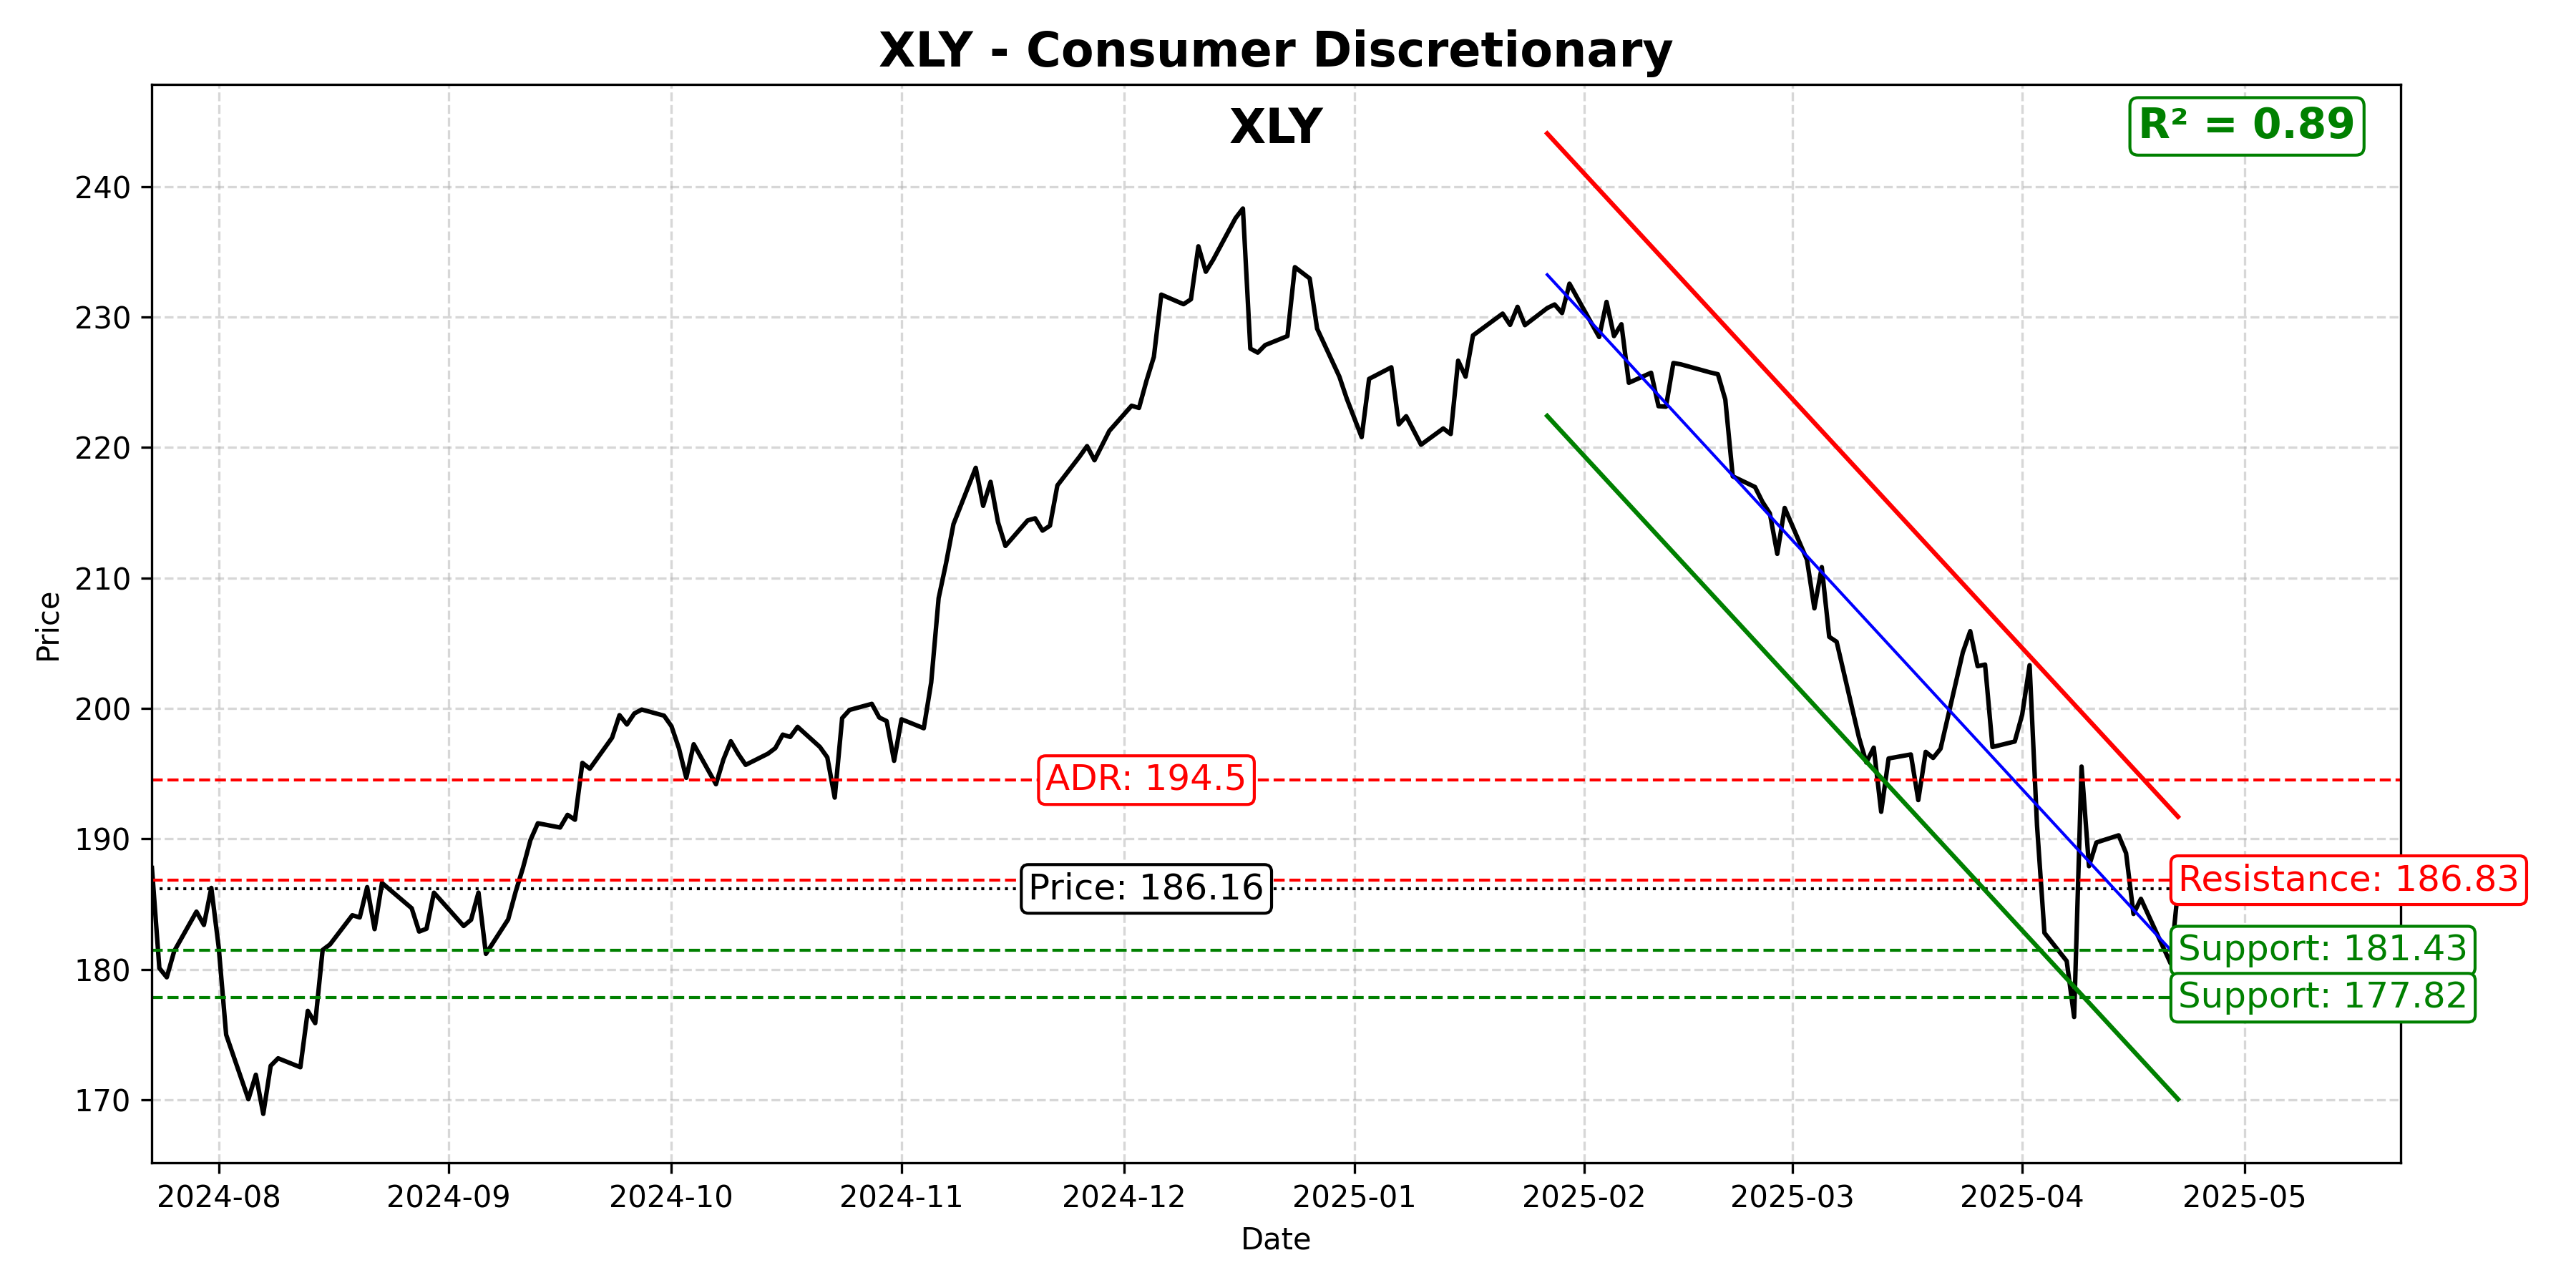 XLY - Consumer Discretionary
XLY
R² = 0.89
240
230
220
210
200
190
180
170
Price
ADR: 194.5
Price: 186.16
Resistance: 186.83
Support: 181.43
Support: 177.82
2024-08
2024-09
2024-10
2024-11
2024-12
2025-01
2025-02
2025-03
2025-04
2025-05
Date